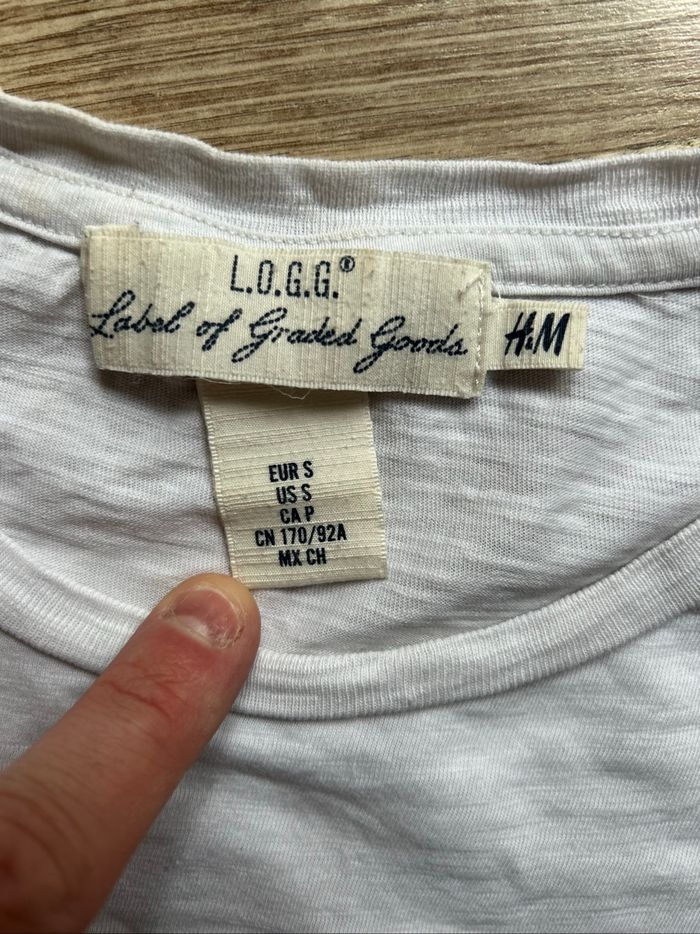 L.O.G.G.®
Label of Graded Goods
H&M
EUR S
US S
CA P
CN 170/92A
MX CH